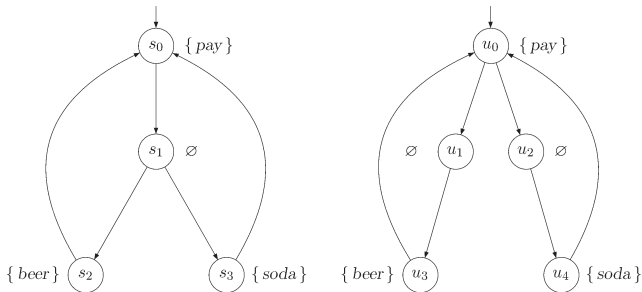 s₀ { pay } u₀ { pay }
s₁ ∅ ∅ u₁ u₂ ∅
{ beer } s₂ s₃ { soda } { beer } u₃ u₄ { soda }